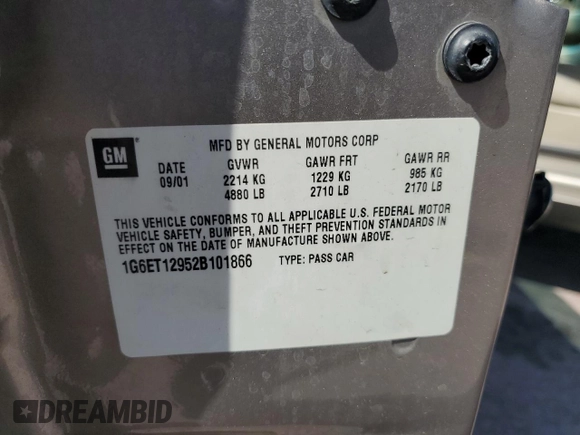 GM
MFD BY GENERAL MOTORS CORP
DATE GVWR GAWR FRT GAWR RR
09/01 2214 KG 1229 KG 985 KG
4880 LB 2710 LB 2170 LB
THIS VEHICLE CONFORMS TO ALL APPLICABLE U.S. FEDERAL MOTOR
VEHICLE SAFETY, BUMPER, AND THEFT PREVENTION STANDARDS IN
EFFECT ON THE DATE OF MANUFACTURE SHOWN ABOVE.
1G6ET12952B101866 TYPE: PASS CAR
DREAMBID